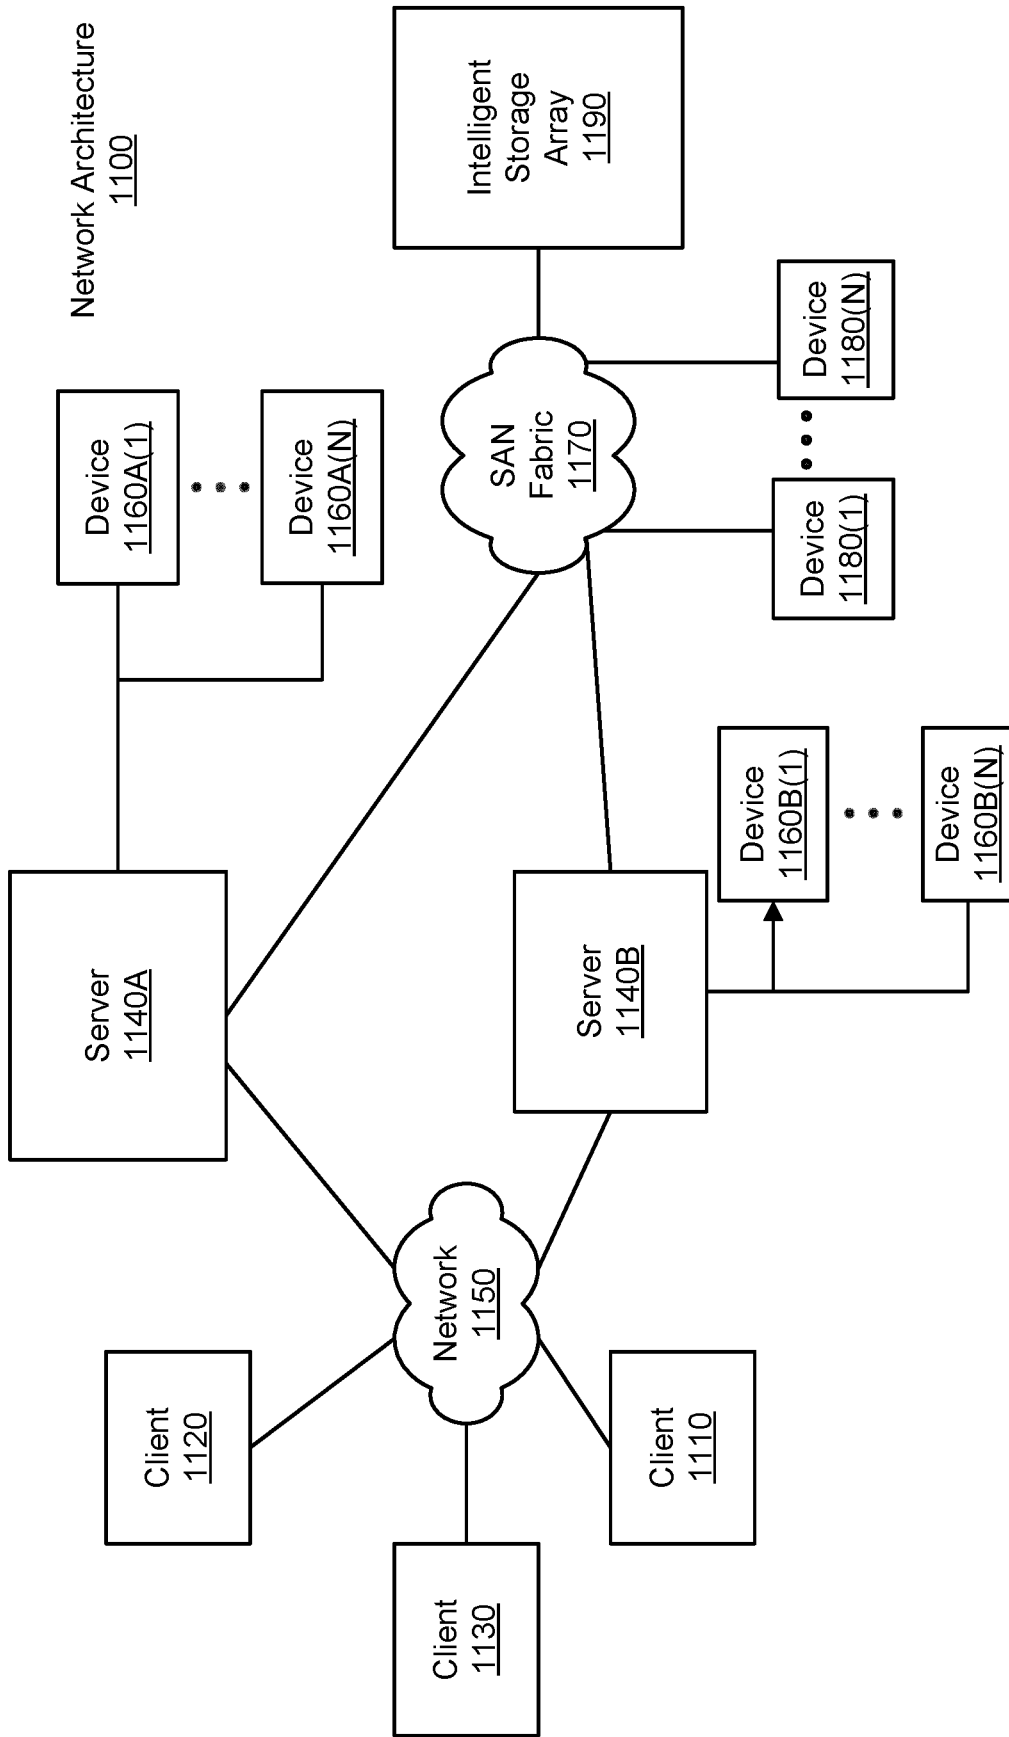 Network Architecture
1100
Client
1120
Client
1130
Client
1110
Network
1150
Server
1140A
Server
1140B
Device
1160A(1)
Device
1160A(N)
Device
1160B(1)
Device
1160B(N)
SAN
Fabric
1170
Device
1180(1)
Device
1180(N)
Intelligent
Storage
Array
1190